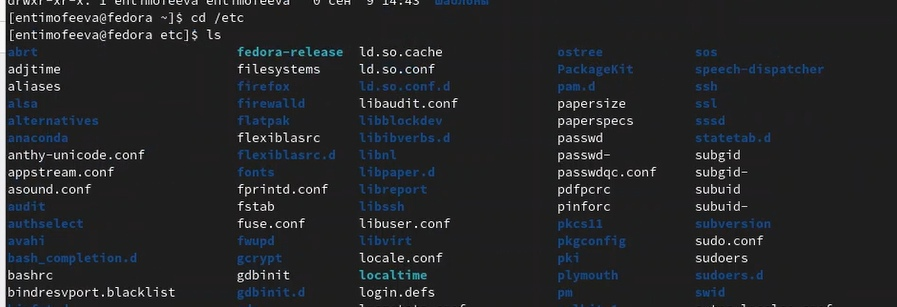 drwxr-xr-x. 1 entimofeeva entimofeeva 0 сен 9 14:43 Шаблоны
[entimofeeva@fedora ~]$ cd /etc
[entimofeeva@fedora etc]$ ls
abrt fedora-release ld.so.cache ostree sos
adjtime filesystems ld.so.conf PackageKit speech-dispatcher
aliases firefox ld.so.conf.d pam.d ssh
alsa firewalld libaudit.conf papersize ssl
alternatives flatpak libblockdev paperspecs sssd
anaconda flexiblasrc libibverbs.d passwd statetab.d
anthy-unicode.conf flexiblasrc.d libnl passwd- subgid
appstream.conf fonts libpaper.d passwdqc.conf subgid-
asound.conf fprintd.conf libreport pdfpcrc subuid
audit fstab libssh pinforc subuid-
authselect fuse.conf libuser.conf pkcs11 subversion
avahi fwupd libvirt pkgconfig sudo.conf
bash_completion.d gcrypt locale.conf pki sudoers
bashrc gdbinit localtime plymouth sudoers.d
bindresvport.blacklist gdbinit.d login.defs pm swid